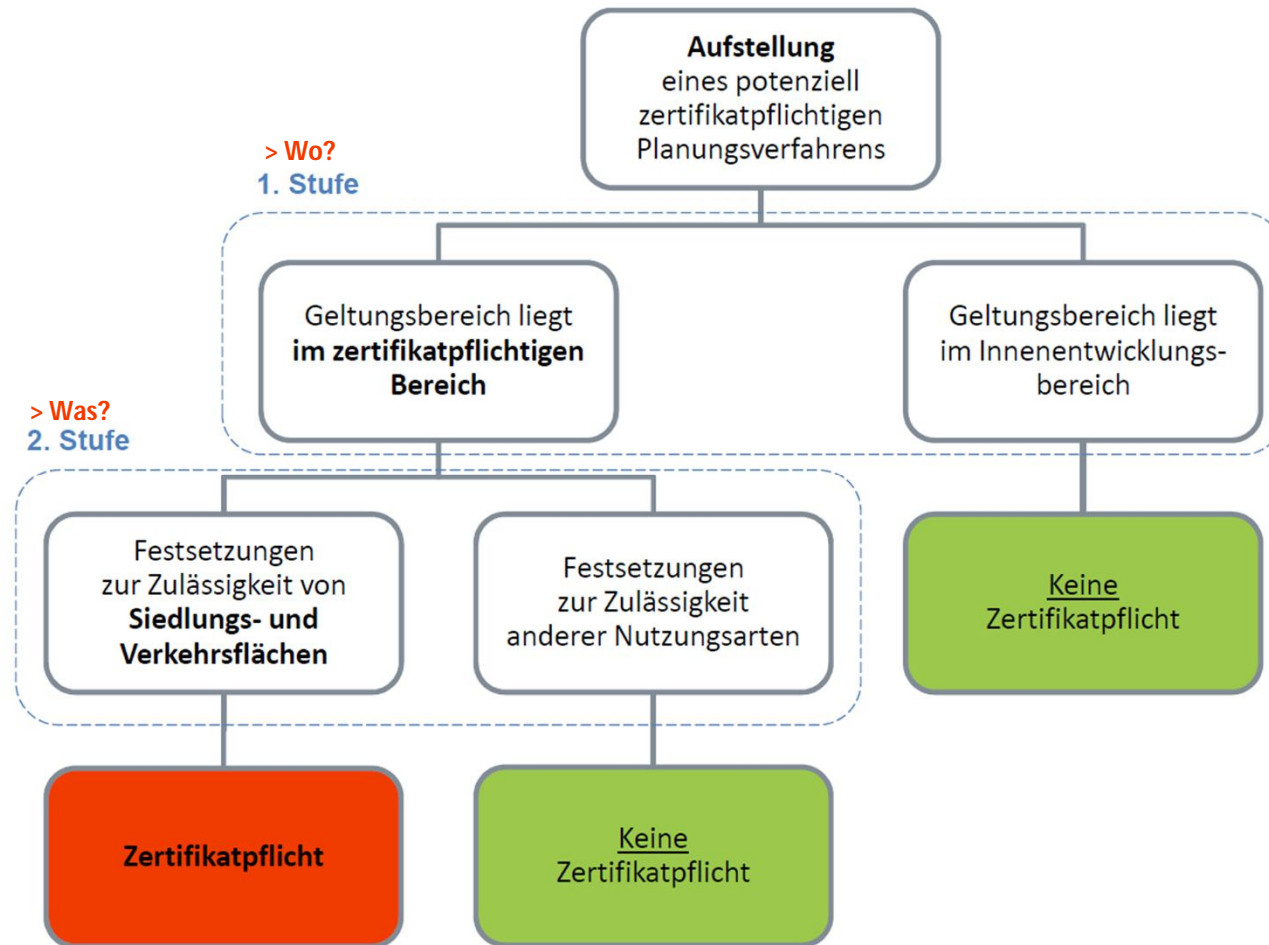 Aufstellung
eines potenziell
zertifikatpflichtigen
Planungsverfahrens
> Wo?
1. Stufe
Geltungsbereich liegt
im zertifikatpflichtigen
Bereich
Geltungsbereich liegt
im Innenentwicklungs-
bereich
> Was?
2. Stufe
Festsetzungen
zur Zulässigkeit von
Siedlungs- und
Verkehrsflächen
Festsetzungen
zur Zulässigkeit
anderer Nutzungsarten
Keine
Zertifikatpflicht
Zertifikatpflicht
Keine
Zertifikatpflicht